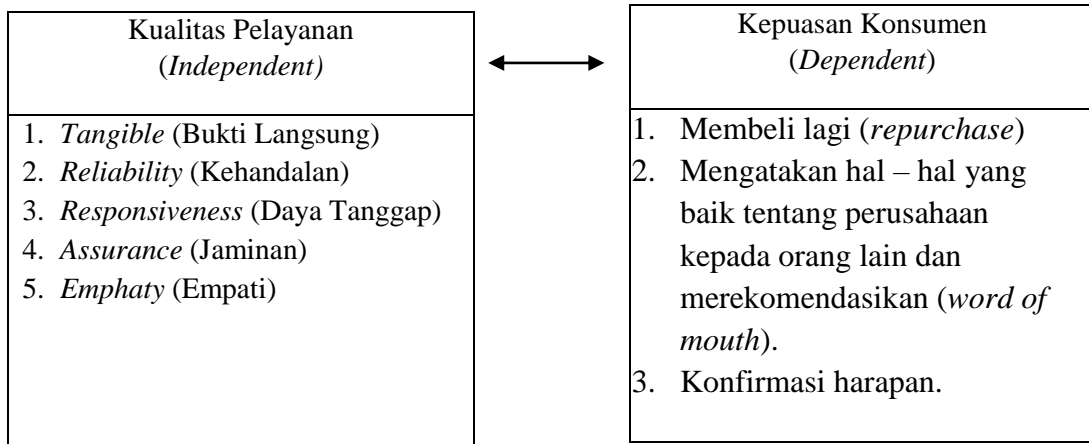 Kualitas Pelayanan
(Independent)
1. Tangible (Bukti Langsung)
2. Reliability (Kehandalan)
3. Responsiveness (Daya Tanggap)
4. Assurance (Jaminan)
5. Emphaty (Empati)
Kepuasan Konsumen
(Dependent)
1. Membeli lagi (repurchase)
2. Mengatakan hal – hal yang
baik tentang perusahaan
kepada orang lain dan
merekomendasikan (word of
mouth).
3. Konfirmasi harapan.